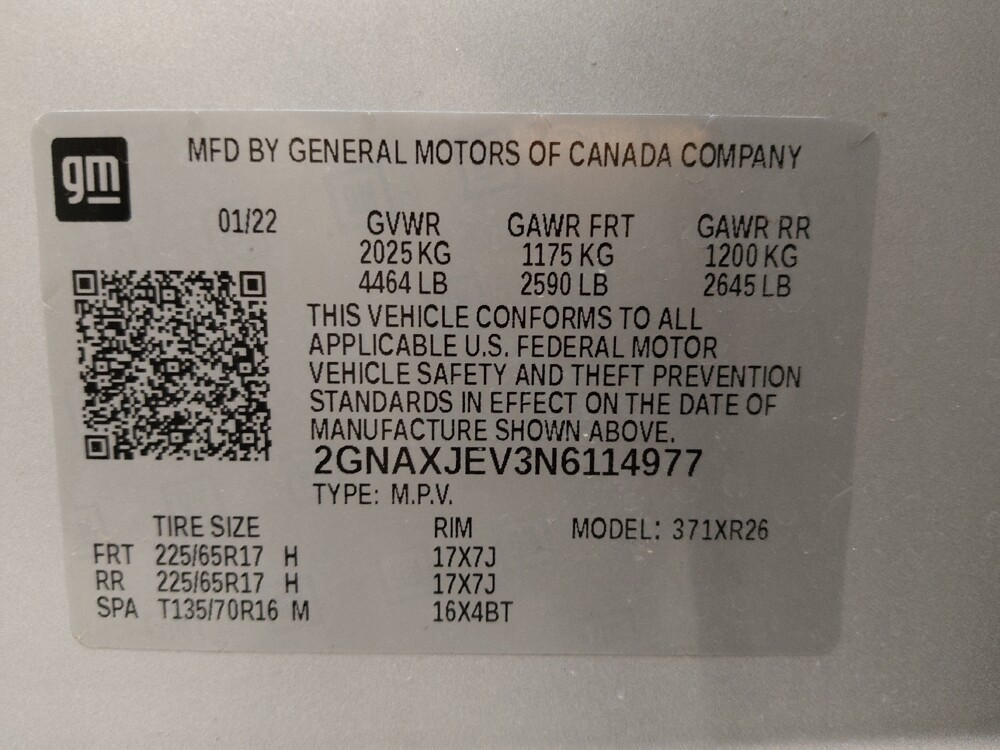 gm
MFD BY GENERAL MOTORS OF CANADA COMPANY
01/22 GVWR GAWR FRT GAWR RR
2025 KG 1175 KG 1200 KG
4464 LB 2590 LB 2645 LB
THIS VEHICLE CONFORMS TO ALL
APPLICABLE U.S. FEDERAL MOTOR
VEHICLE SAFETY AND THEFT PREVENTION
STANDARDS IN EFFECT ON THE DATE OF
MANUFACTURE SHOWN ABOVE.
2GNAXJEV3N6114977
TYPE: M.P.V.
TIRE SIZE RIM MODEL: 371XR26
FRT 225/65R17 H 17X7J
RR 225/65R17 H 17X7J
SPA T135/70R16 M 16X4BT